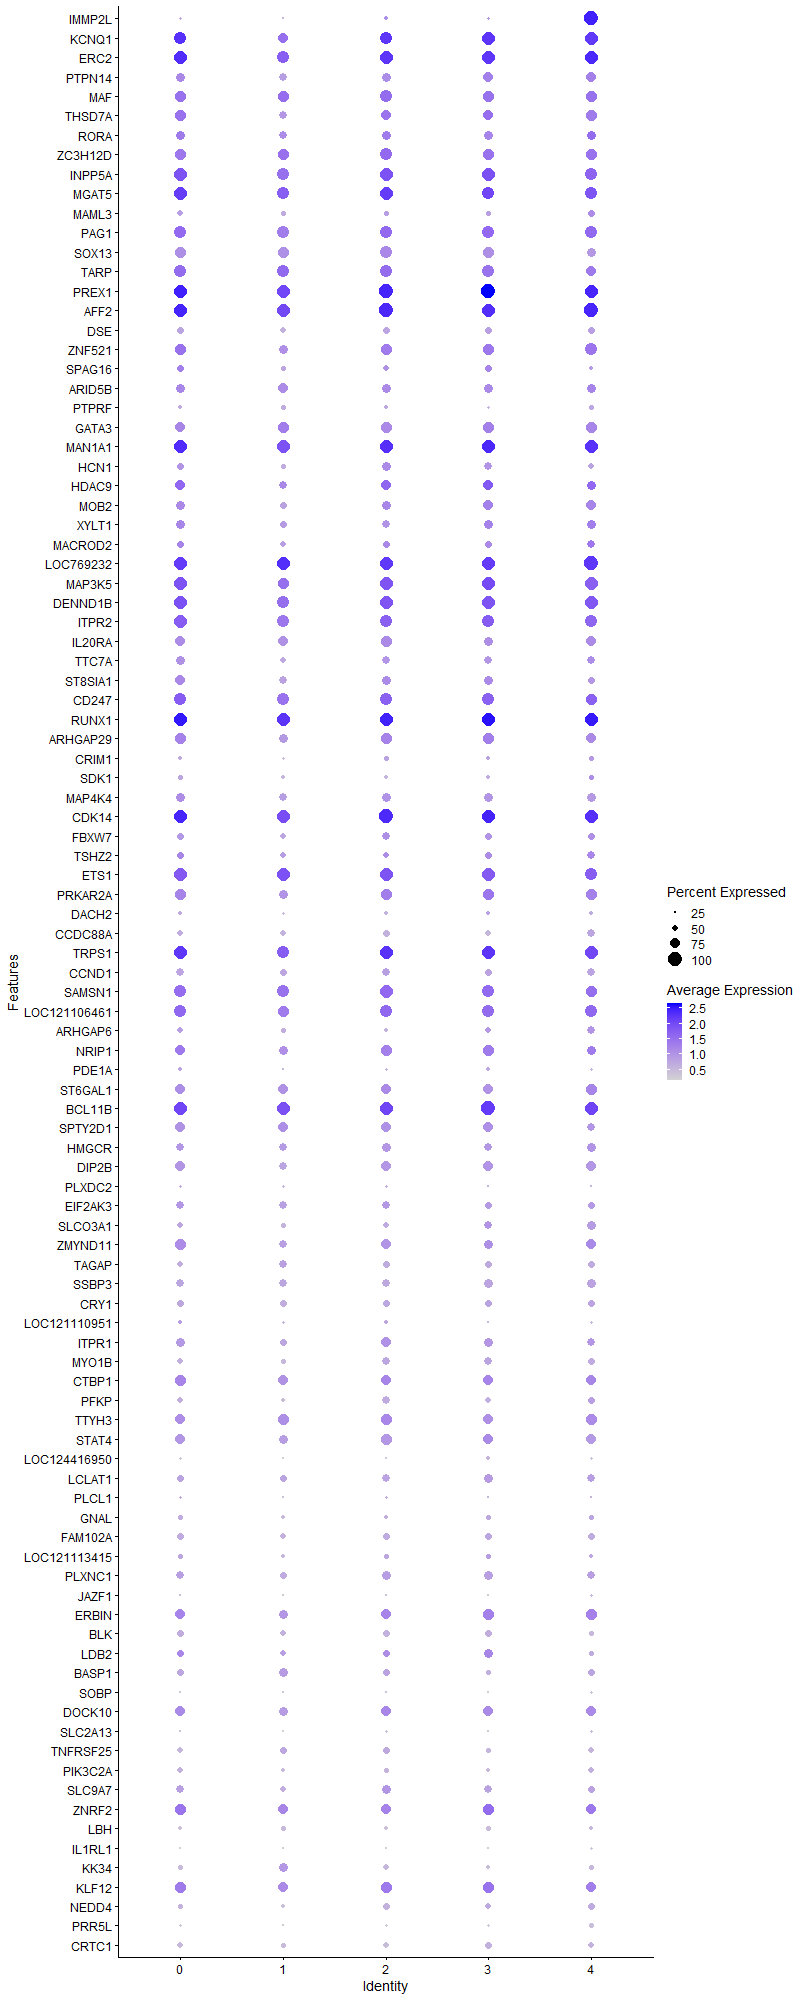 IMMP2L
KCNQ1
ERC2
PTPN14
MAF
THSD7A
RORA
ZC3H12D
INPP5A
MGAT5
MAML3
PAG1
SOX13
TARP
PREX1
AFF2
DSE
ZNF521
SPAG16
ARID5B
PTPRF
GATA3
MAN1A1
HCN1
HDAC9
MOB2
XYLT1
MACROD2
LOC769232
MAP3K5
DENND1B
ITPR2
IL20RA
TTC7A
ST8SIA1
CD247
RUNX1
ARHGAP29
CRIM1
SDK1
MAP4K4
CDK14
FBXW7
TSHZ2
ETS1
PRKAR2A
DACH2
CCDC88A
TRPS1
CCND1
SAMSN1
LOC121106461
ARHGAP6
NRIP1
PDE1A
ST6GAL1
BCL11B
SPTY2D1
HMGCR
DIP2B
PLXDC2
EIF2AK3
SLCO3A1
ZMYND11
TAGAP
SSBP3
CRY1
LOC121110951
ITPR1
MYO1B
CTBP1
PFKP
TTYH3
STAT4
LOC124416950
LCLAT1
PLCL1
GNAL
FAM102A
LOC121113415
PLXNC1
JAZF1
ERBIN
BLK
LDB2
BASP1
SOBP
DOCK10
SLC2A13
TNFRSF25
PIK3C2A
SLC9A7
ZNRF2
LBH
IL1RL1
KK34
KLF12
NEDD4
PRR5L
CRTC1
Features
0 1 2 3 4
Identity
Percent Expressed
25
50
75
100
Average Expression
2.5
2.0
1.5
1.0
0.5